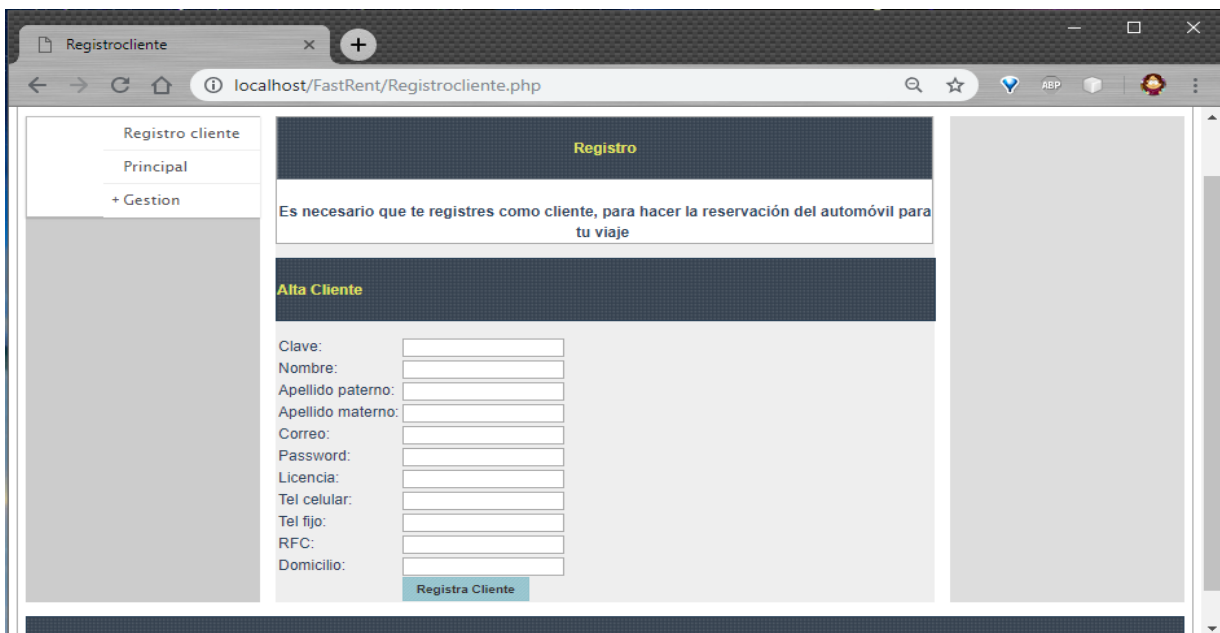 Registrocliente
localhost/FastRent/Registrocliente.php
ABP
Registro cliente
Principal
+ Gestion
Registro
Es necesario que te registres como cliente, para hacer la reservación del automóvil para
tu viaje
Alta Cliente
Clave:
Nombre:
Apellido paterno:
Apellido materno:
Correo:
Password:
Licencia:
Tel celular:
Tel fijo:
RFC:
Domicilio:
Registra Cliente